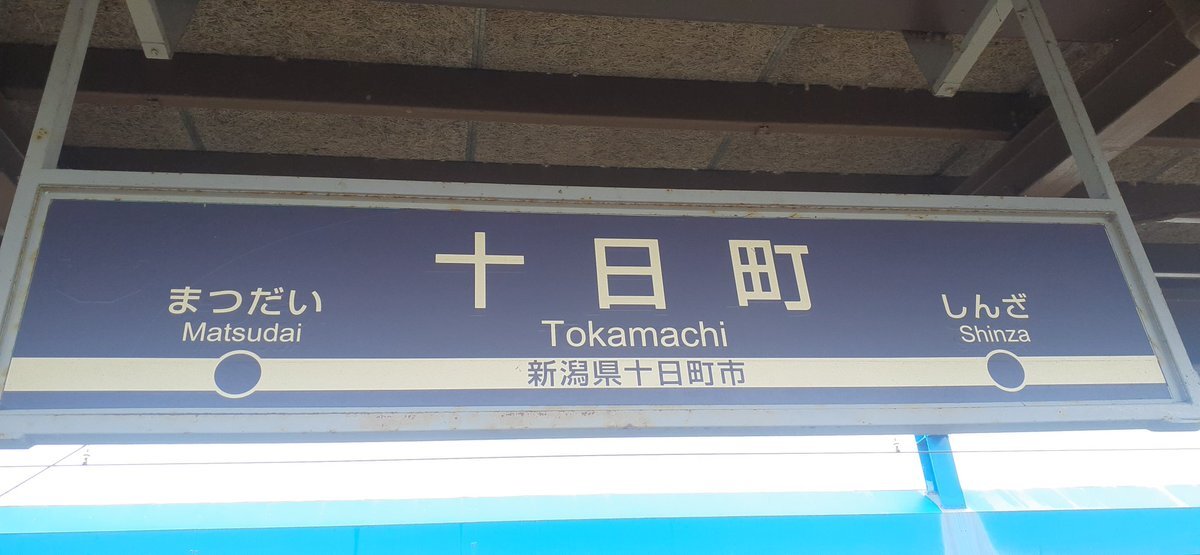 十日町
Tokamachi
まつだい
Matsudai
しんざ
Shinza
新潟県十日町市